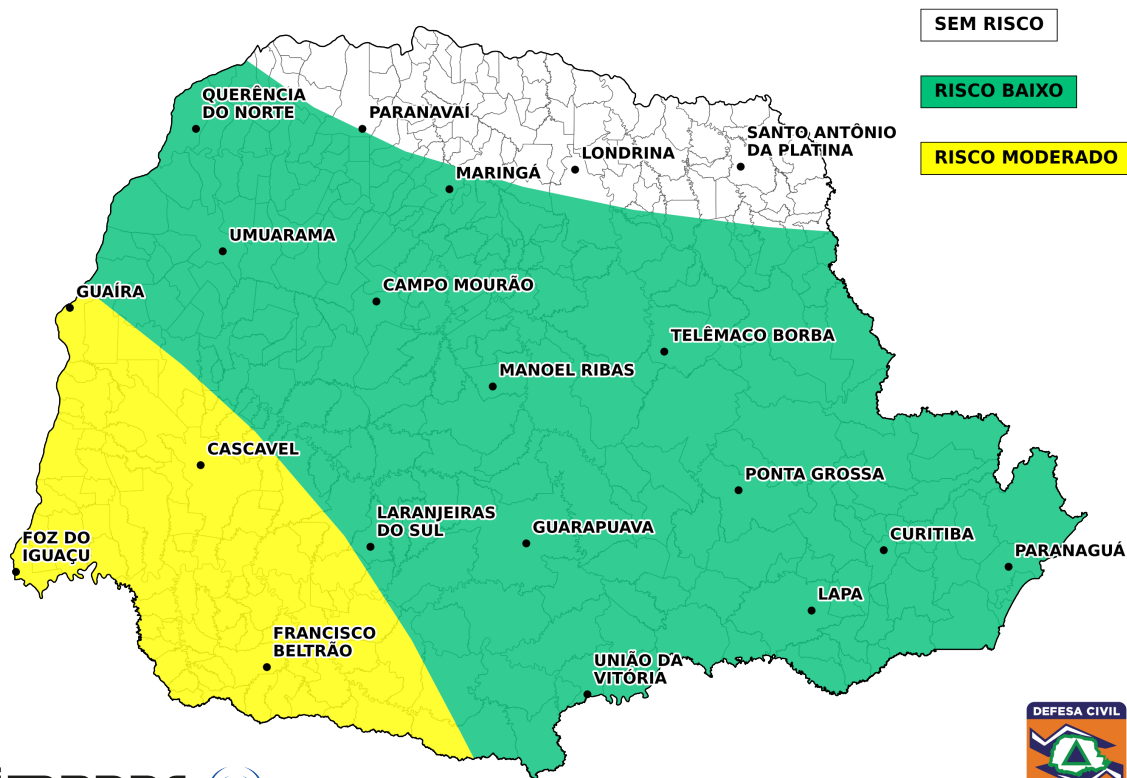 SEM RISCO
RISCO BAIXO
RISCO MODERADO
QUERÊNCIA
DO NORTE
PARANAVAÍ
SANTO ANTÔNIO
DA PLATINA
LONDRINA
MARINGÁ
UMUARAMA
CAMPO MOURÃO
GUAÍRA
TELÊMACO BORBA
MANOEL RIBAS
CASCAVEL
PONTA GROSSA
LARANJEIRAS
DO SUL
GUARAPUAVA
CURITIBA
FOZ DO
IGUAÇU
PARANAGUÁ
LAPA
FRANCISCO
BELTRÃO
UNIÃO DA
VITÓRIA
DEFESA CIVIL